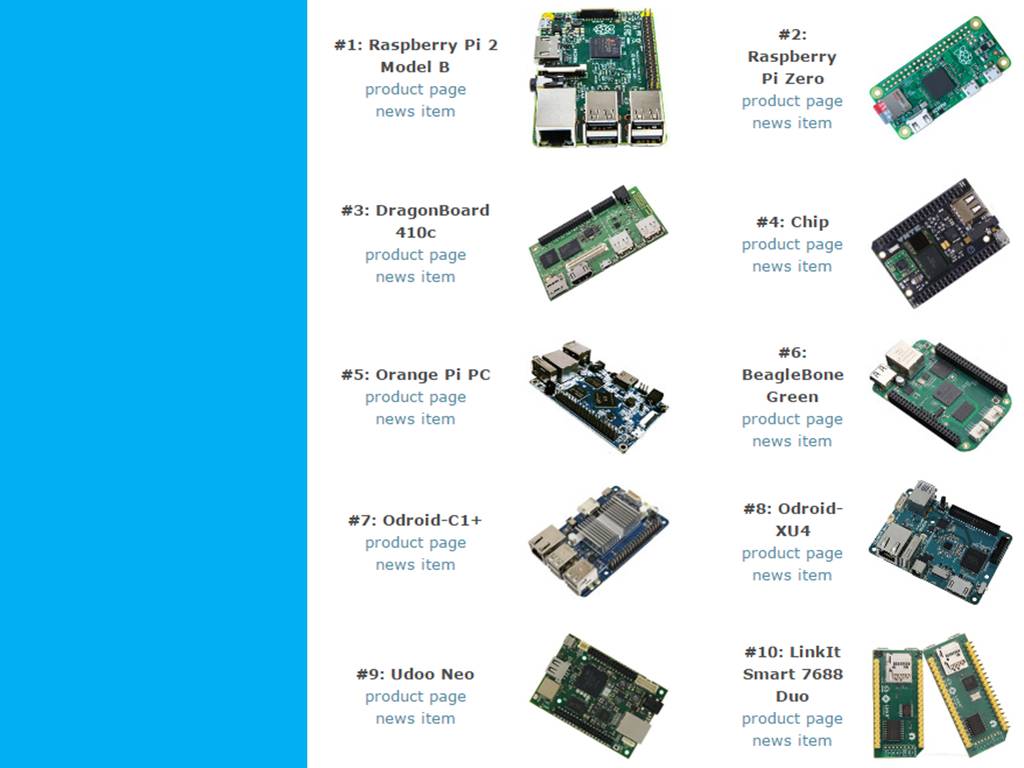 #1: Raspberry Pi 2
Model B
product page
news item
#2:
Raspberry
Pi Zero
product page
news item
#3: DragonBoard
410c
product page
news item
#4: Chip
product page
news item
#5: Orange Pi PC
product page
news item
#6:
BeagleBone
Green
product page
news item
#7: Odroid-C1+
product page
news item
#8: Odroid-
XU4
product page
news item
#9: Udoo Neo
product page
news item
#10: LinkIt
Smart 7688
Duo
product page
news item